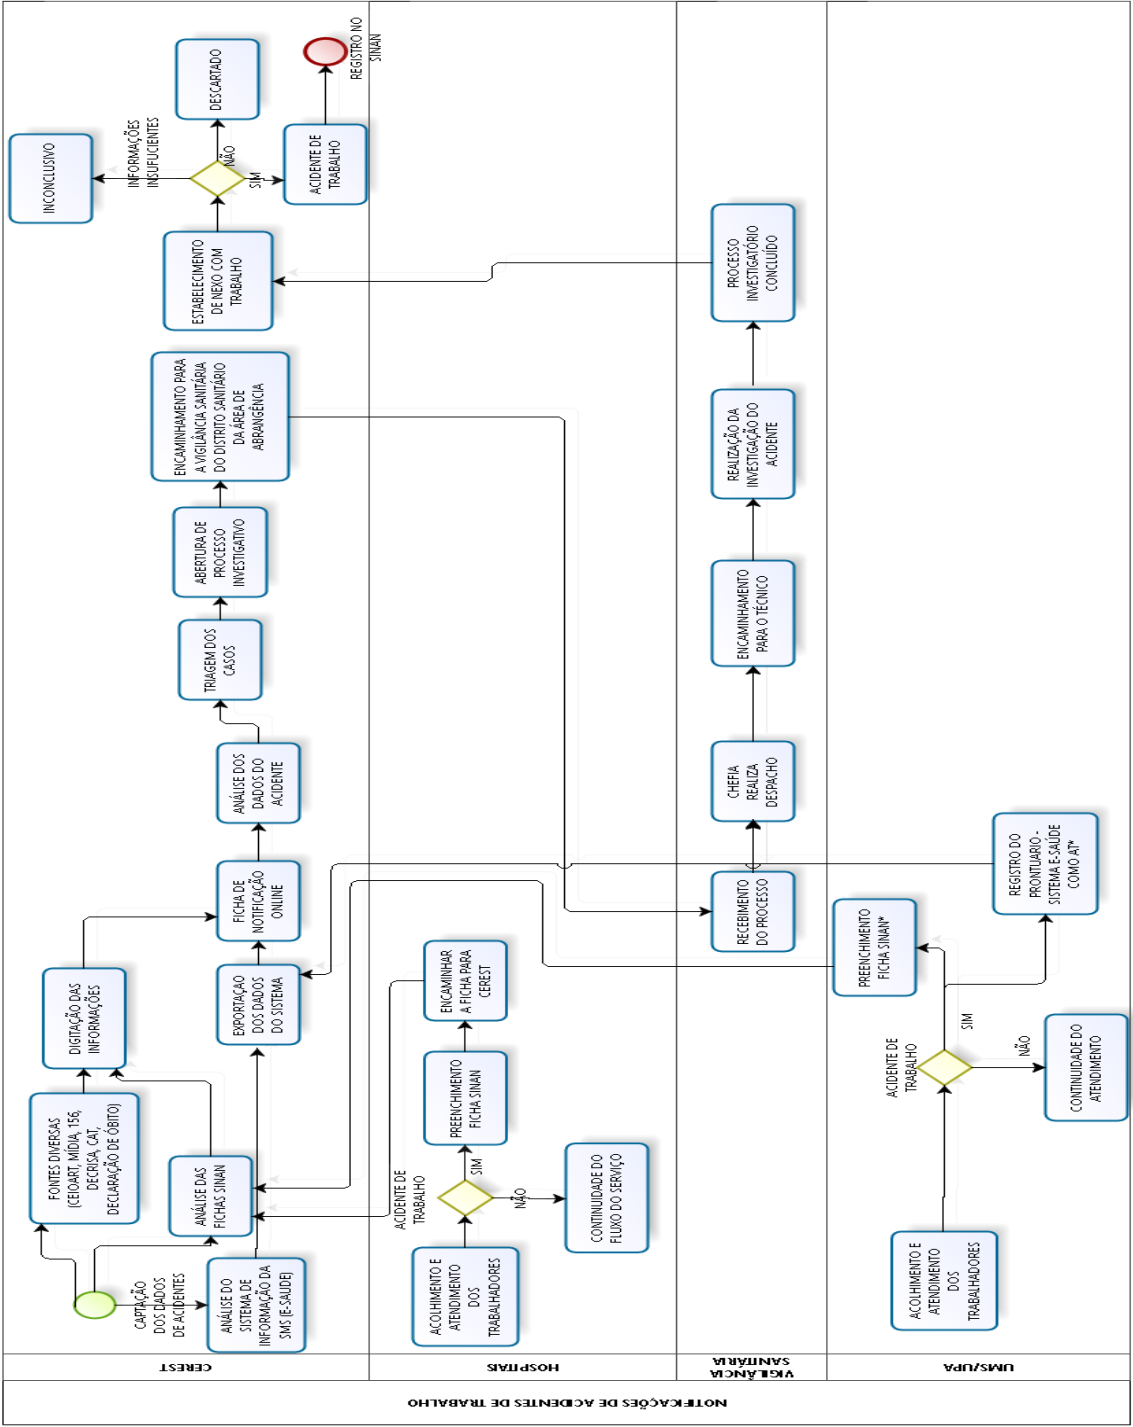 NOTIFICAÇÕES DE ACIDENTES DE TRABALHO
CEREST
CAPTAÇÃO
DOS DADOS
DE ACIDENTES
FONTES DIVERSAS
(CEIOART, MÍDIA, 156,
DECRISA, CAT,
DECLARAÇÃO DE ÓBITO)
ANÁLISE DAS
FICHAS SINAN
ANÁLISE DO
SISTEMA DE
INFORMAÇÃO DA
SMS (E-SAUDE)
DIGITAÇÃO DAS
INFORMAÇÕES
EXPORTAÇAO
DOS DADOS
DO SISTEMA
FICHA DE
NOTIFICAÇÃO
ONLINE
ANÁLISE DOS
DADOS DO
ACIDENTE
TRIAGEM DOS
CASOS
ABERTURA DE
PROCESSO
INVESTIGATIVO
ENCAMINHAMENTO PARA
A VIGILÂNCIA SANITÁRIA
DO DISTRITO SANITÁRIO
DA ÁREA DE
ABRANGÊNCIA
ESTABELECIMENTO
DE NEXO COM
TRABALHO
INFORMAÇÕES
INSUFUCIENTES
INCONCLUSIVO
NÃO
DESCARTADO
SIM
ACIDENTE DE
TRABALHO
REGISTRO NO
SINAN
HOSPITAIS
ACOLHIMENTO E
ATENDIMENTO
DOS
TRABALHADORES
ACIDENTE DE
TRABALHO
SIM
NÃO
PREENCHIMENTO
FICHA SINAN
ENCAMINHAR
A FICHA PARA
CEREST
CONTINUIDADE DO
FLUXO DO SERVIÇO
VIGILÂNCIA
SANITÁRIA
RECEBIMENTO
DO PROCESSO
CHEFIA
REALIZA
DESPACHO
ENCAMINHAMENTO
PARA O TÉCNICO
REALIZAÇÃO DA
INVESTIGAÇÃO DO
ACIDENTE
PROCESSO
INVESTIGATÓRIO
CONCLUÍDO
UMS/UPA
ACOLHIMENTO E
ATENDIMENTO
DOS
TRABALHADORES
ACIDENTE DE
TRABALHO
SIM
NÃO
PREENCHIMENTO
FICHA SINAN*
REGISTRO DO
PRONTUARIO -
SISTEMA E-SAÚDE
COMO AT*
CONTINUIDADE DO
ATENDIMENTO